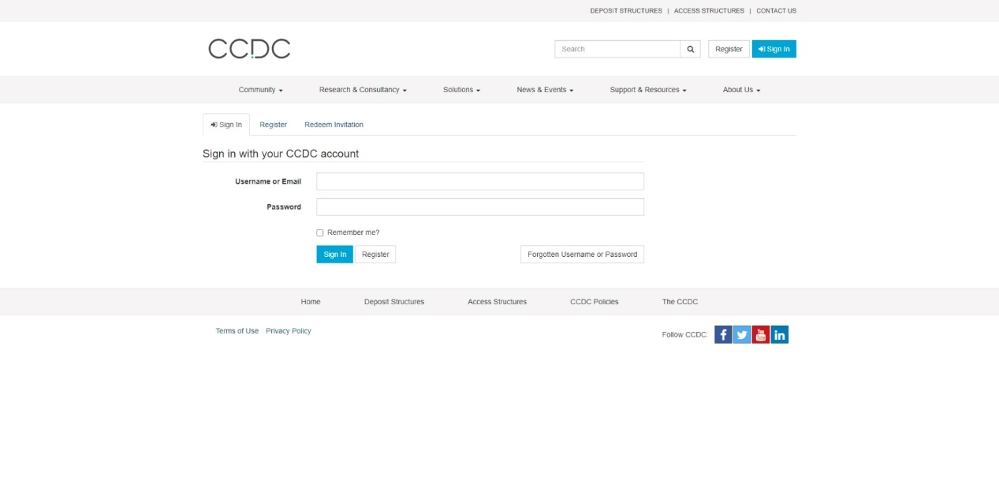 DEPOSIT STRUCTURES | ACCESS STRUCTURES | CONTACT US
CCDC
Search
Register
Sign In
Community
Research & Consultancy
Solutions
News & Events
Support & Resources
About Us
Sign In
Register
Redeem Invitation
Sign in with your CCDC account
Username or Email
Password
Remember me?
Sign In
Register
Forgotten Username or Password
Home
Deposit Structures
Access Structures
CCDC Policies
The CCDC
Terms of Use
Privacy Policy
Follow CCDC: